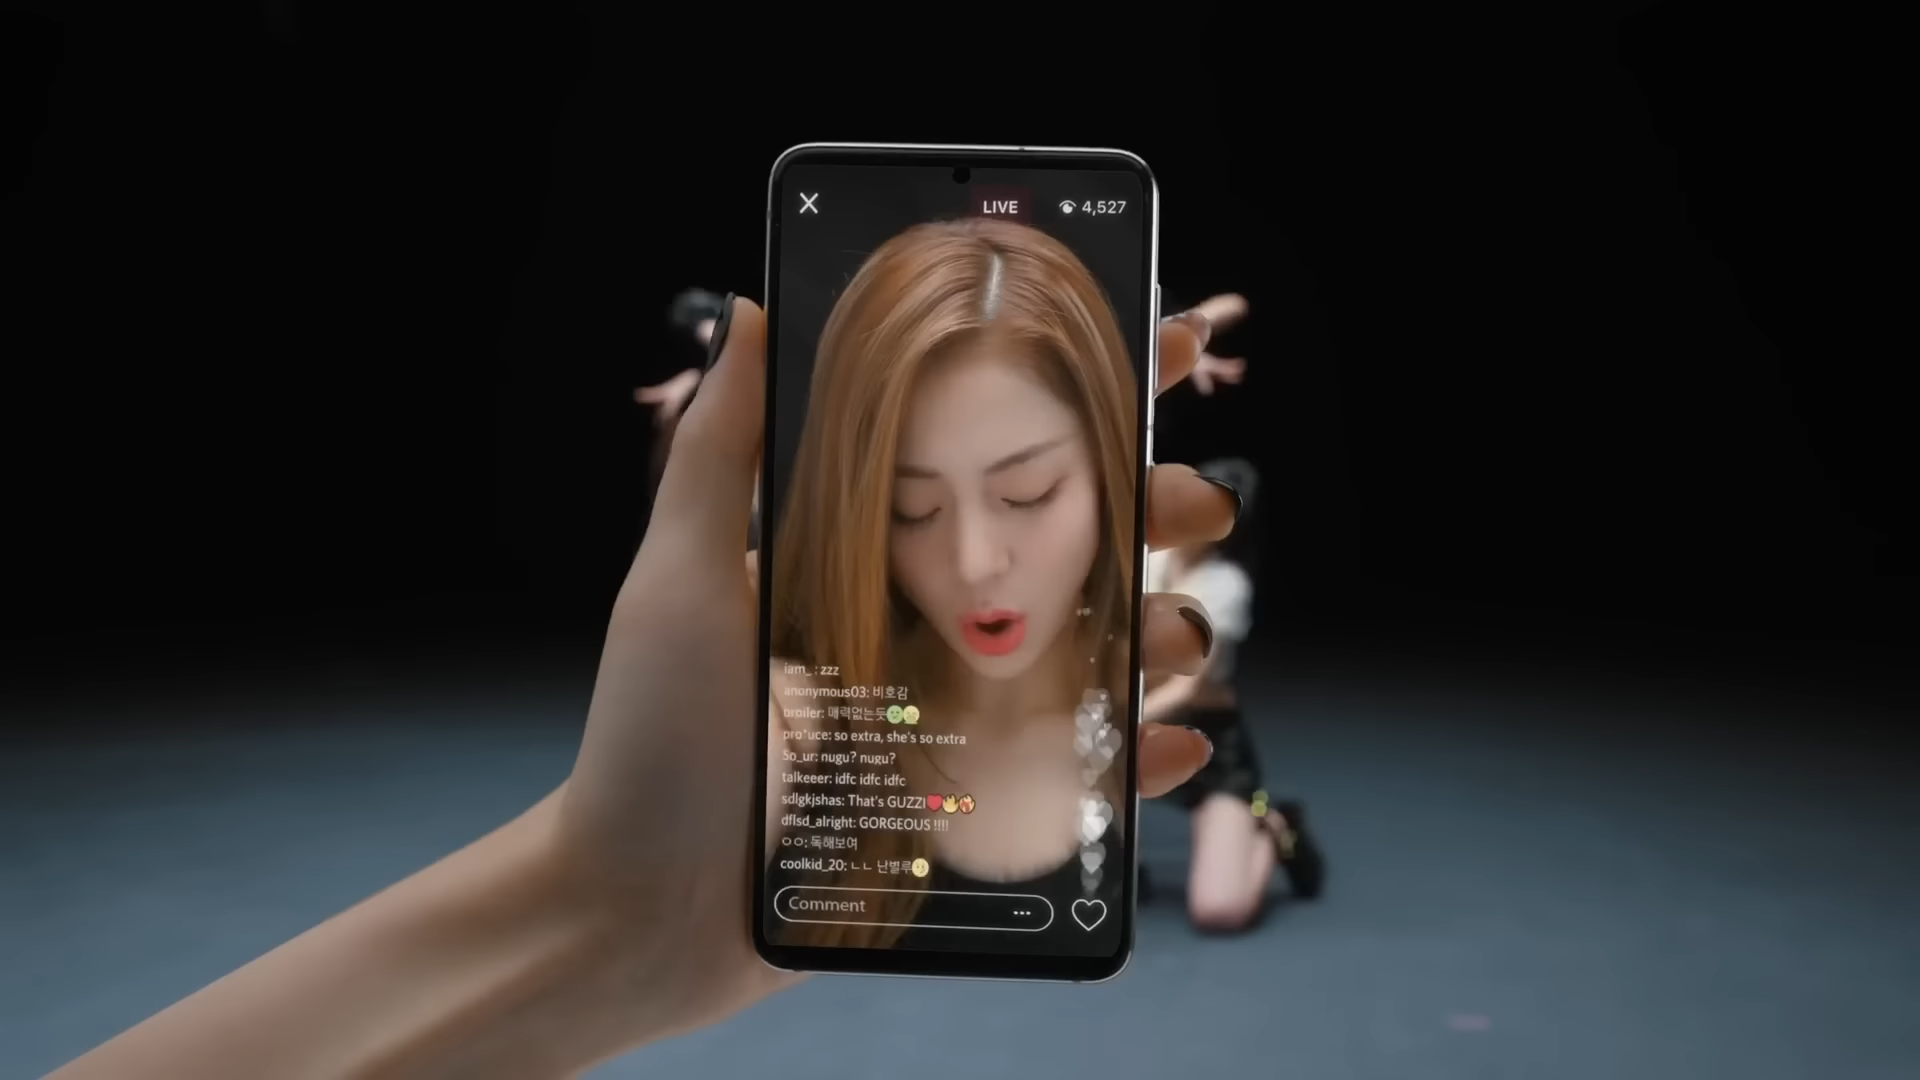 LIVE 4,527
iam_ : zzz
anonymous03: 비호감
broiler: 매력없는듯🤢🤮
pro*uce: so extra, she's so extra
So_ur: nugu? nugu?
talkeeer: idfc idfc idfc
sdlgkjshas: That's GUZZI❤️🔥❤️‍🔥
dflsd_alright: GORGEOUS !!!!
ㅇㅇ: 독해보여
coolkid_20: ㄴㄴ 난별루
Comment ...